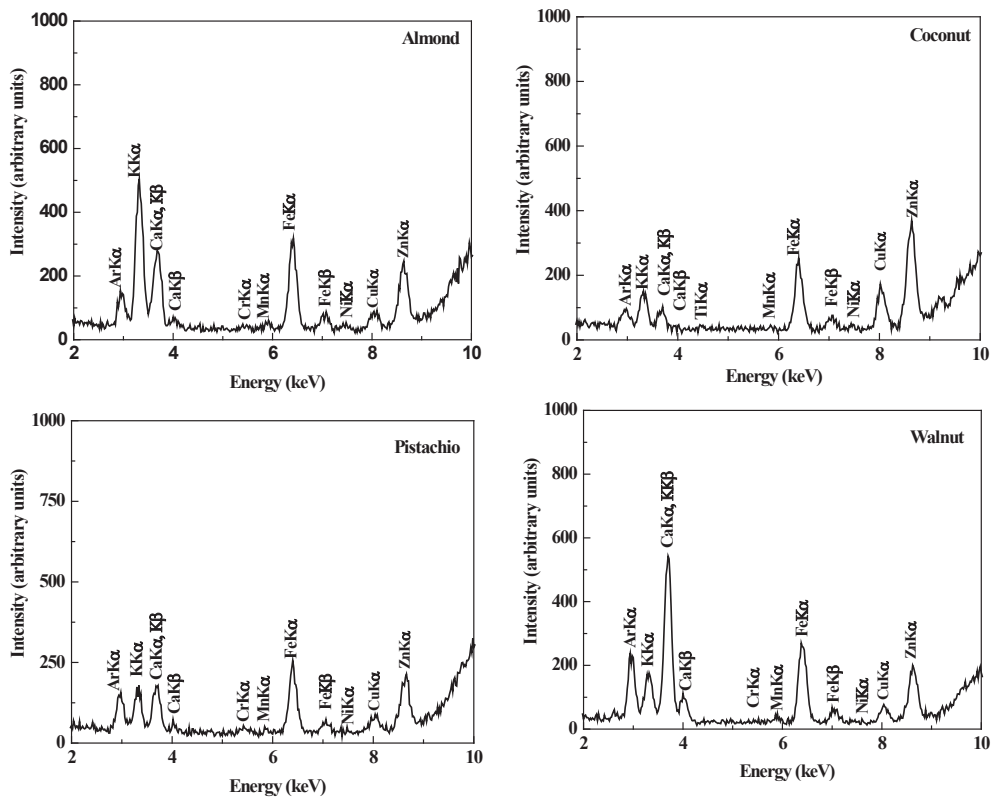 Almond
Intensity (arbitrary units)
1000
800
600
400
200
0
ArKα
KKα
CaKα, Kβ
CaKβ
CrKα
MnKα
FeKα
FeKβ
NiKα
CuKα
ZnKα
2 4 6 8 10
Energy (keV)
Coconut
Intensity (arbitrary units)
1000
800
600
400
200
0
ArKα
KKα
CaKα, Kβ
CaKβ
TiKα
MnKα
FeKα
FeKβ
NiKα
CuKα
ZnKα
2 4 6 8 10
Energy (keV)
Pistachio
Intensity (arbitrary units)
1000
750
500
250
0
ArKα
KKα
CaKα, Kβ
CaKβ
CrKα
MnKα
FeKα
FeKβ
NiKα
CuKα
ZnKα
2 4 6 8 10
Energy (keV)
Walnut
Intensity (arbitrary units)
1000
800
600
400
200
0
ArKα
KKα
CaKα, KKβ
CaKβ
CrKα
MnKα
FeKα
FeKβ
NiKα
CuKα
ZnKα
2 4 6 8 10
Energy (keV)